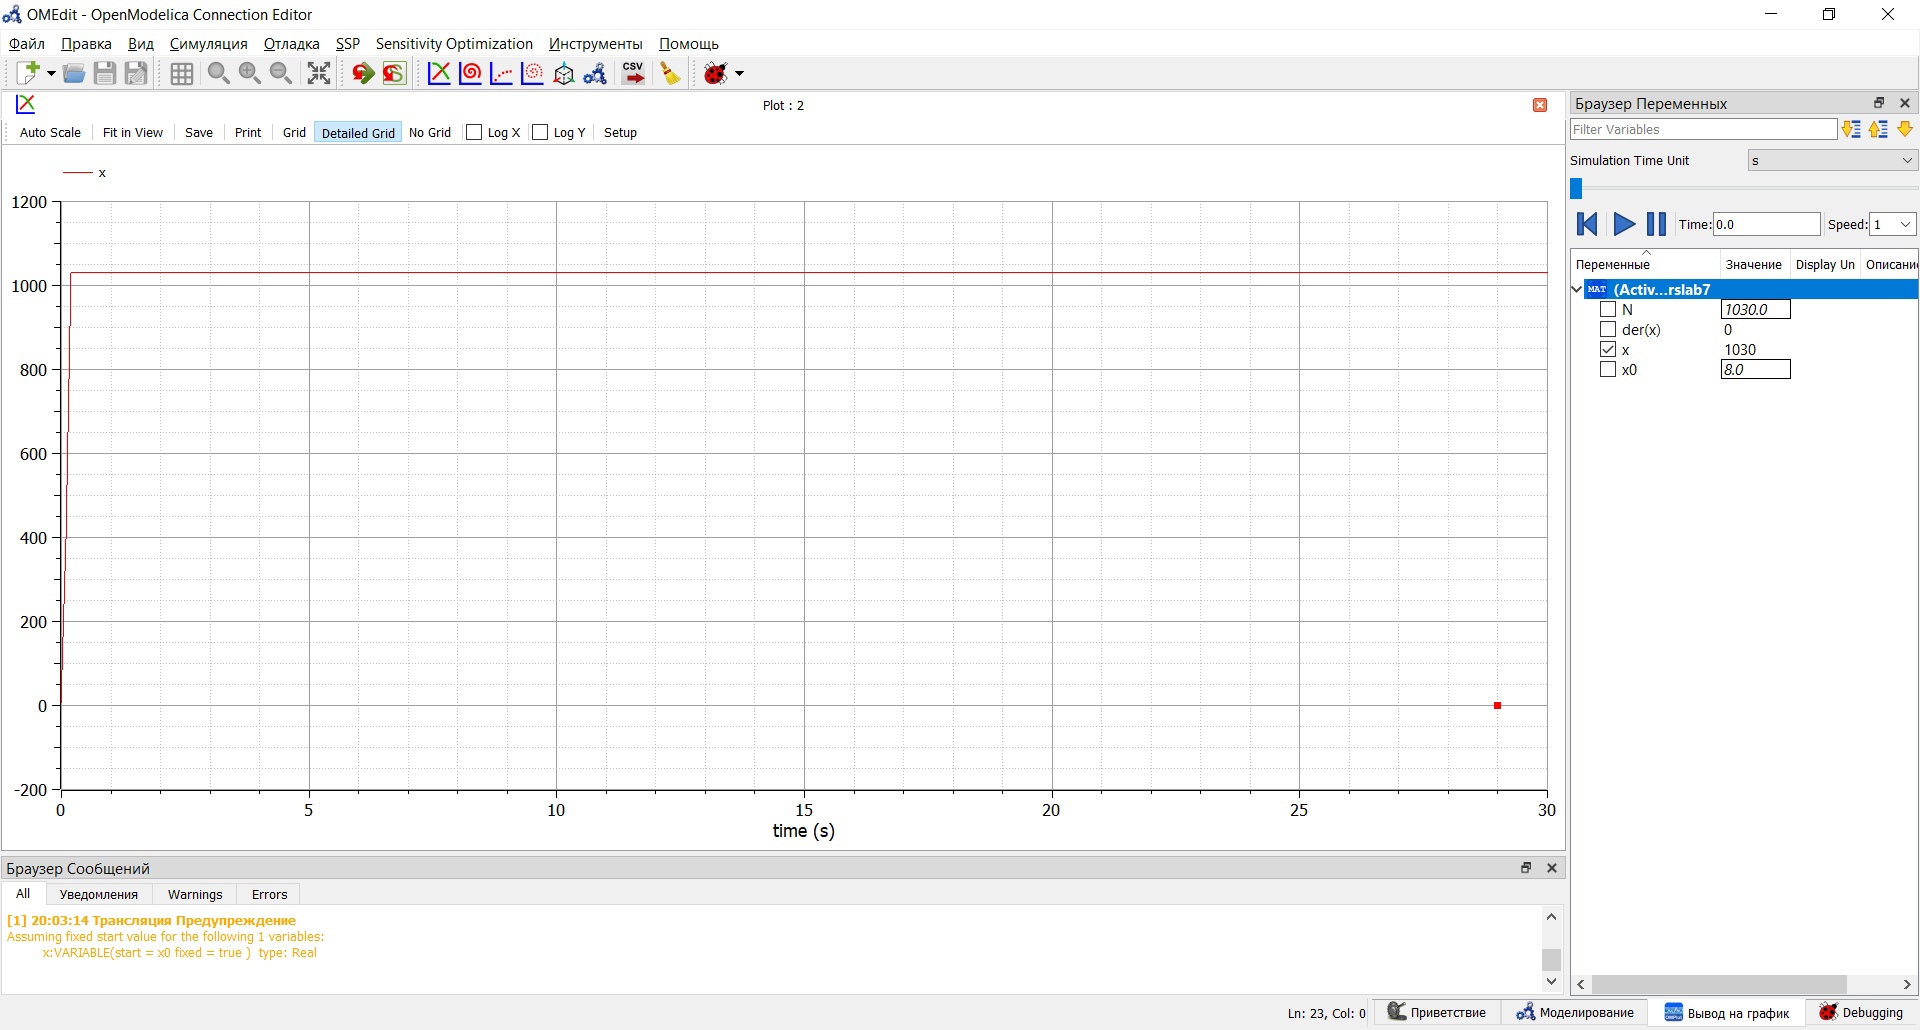 OMEdit - OpenModelica Connection Editor
Файл Правка Вид Симуляция Отладка SSP Sensitivity Optimization Инструменты Помощь
CSV
Plot : 2
Auto Scale Fit in View Save Print Grid Detailed Grid No Grid Log X Log Y Setup
x
1200
1000
800
600
400
200
0
-200
0 5 10 15 20 25 30
time (s)
Браузер Сообщений
All Уведомления Warnings Errors
[1] 20:03:14 Трансляция Предупреждение
Assuming fixed start value for the following 1 variables:
x:VARIABLE(start = x0 fixed = true ) type: Real
Браузер Переменных
Filter Variables
Simulation Time Unit s
Time: 0.0 Speed: 1
Переменные Значение Display Un Описани
MAT (Activ...rslab7
N 1030.0
der(x) 0
x 1030
x0 8.0
Ln: 23, Col: 0 Приветствие Моделирование Вывод на график Debugging